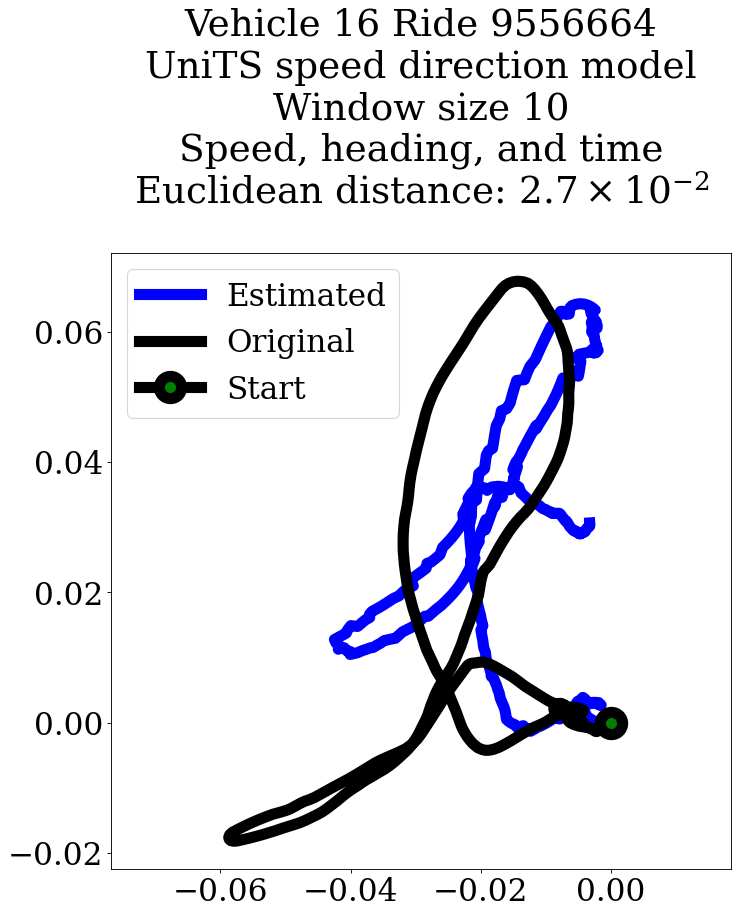 Vehicle 16 Ride 9556664
UniTS speed direction model
Window size 10
Speed, heading, and time
Euclidean distance: 2.7 × 10⁻²
Estimated
Original
Start
0.06
0.04
0.02
0.00
−0.02
−0.06 −0.04 −0.02 0.00